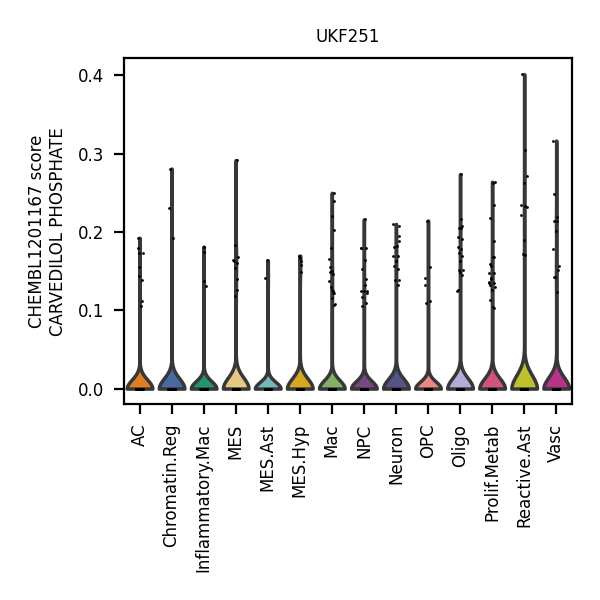 UKF251
CHEMBL1201167 score
CARVEDILOL PHOSPHATE
0.4
0.3
0.2
0.1
0.0
AC
Chromatin.Reg
Inflammatory.Mac
MES
MES.Ast
MES.Hyp
Mac
NPC
Neuron
OPC
Oligo
Prolif.Metab
Reactive.Ast
Vasc